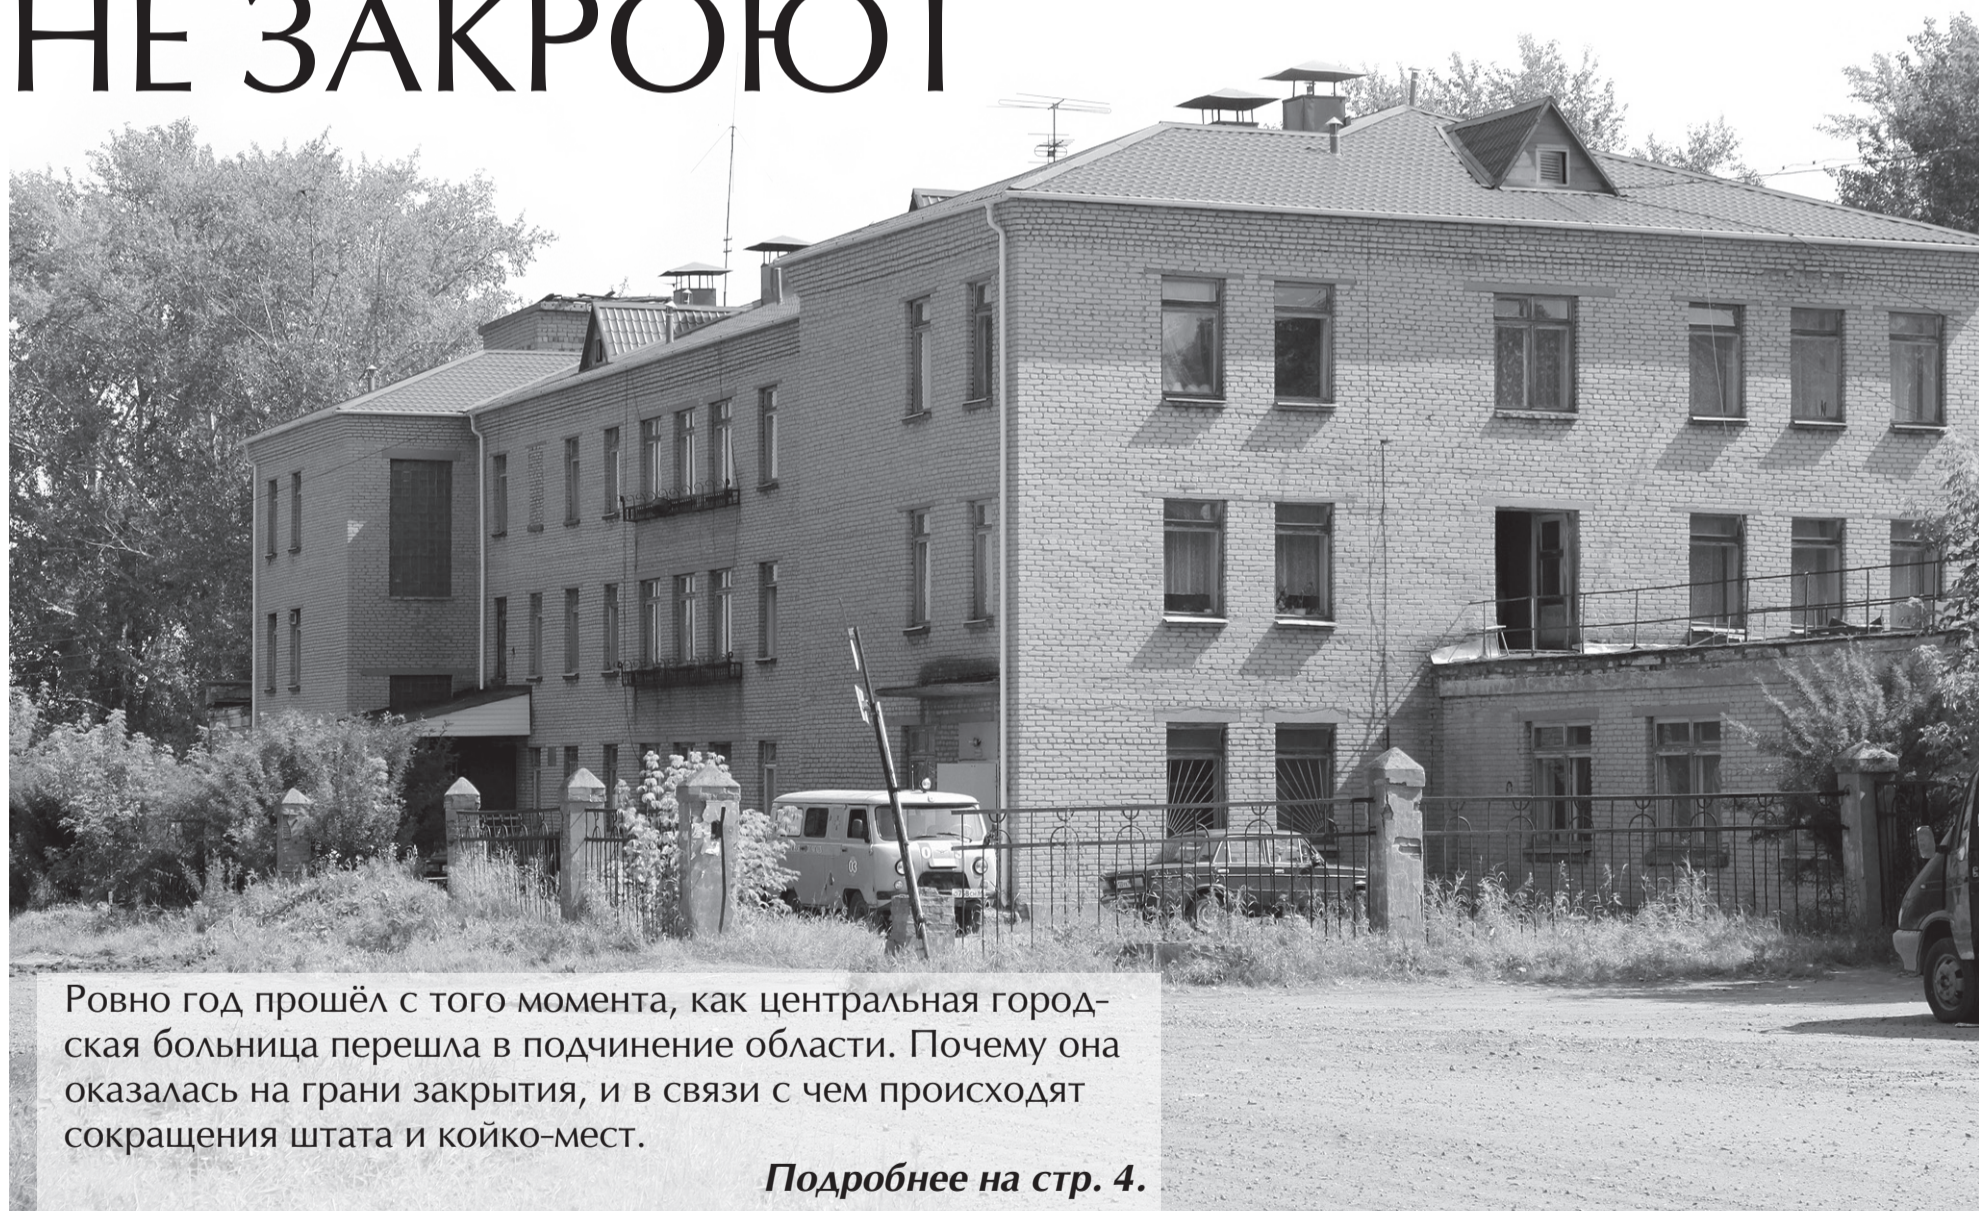 НЕ ЗАКРОЮТ
03
Ровно год прошёл с того момента, как центральная город-
ская больница перешла в подчинение области. Почему она
оказалась на грани закрытия, и в связи с чем происходят
сокращения штата и койко-мест.
Подробнее на стр. 4.